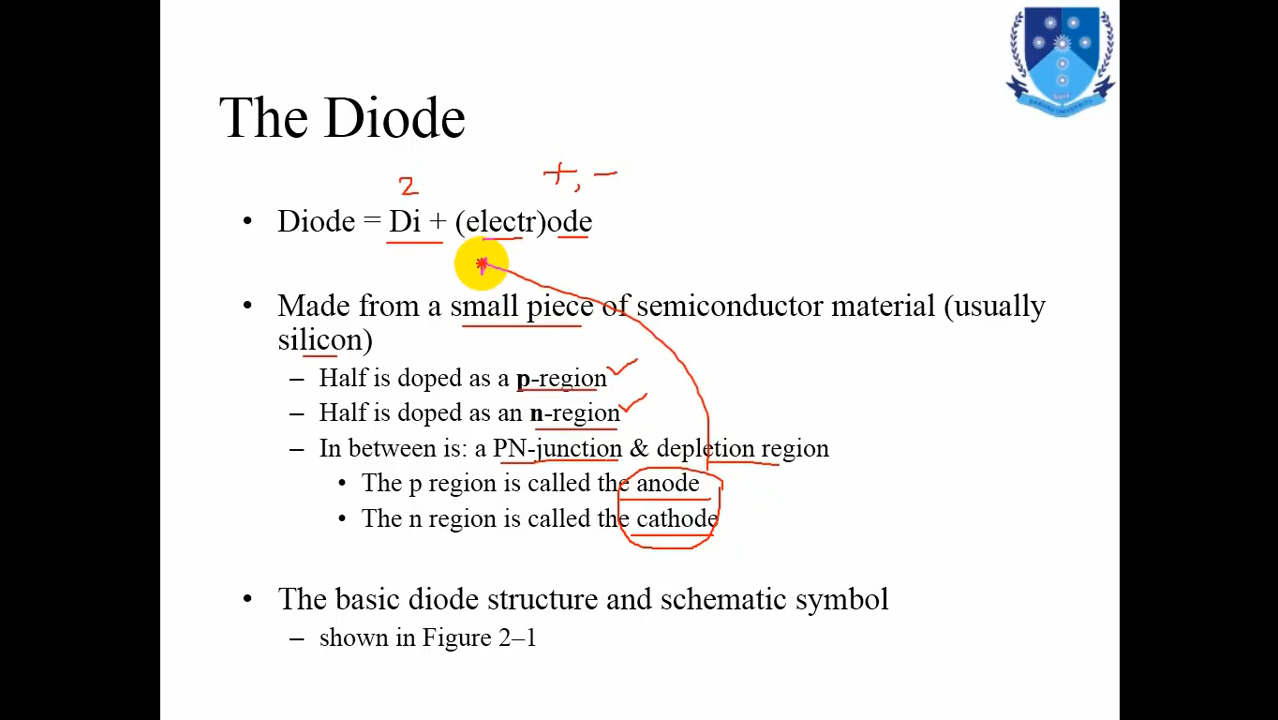 The Diode
2 +, -
• Diode = Di + (electr)ode
• Made from a small piece of semiconductor material (usually
silicon)
– Half is doped as a p-region
– Half is doped as an n-region
– In between is: a PN-junction & depletion region
• The p region is called the anode
• The n region is called the cathode
• The basic diode structure and schematic symbol
– shown in Figure 2–1